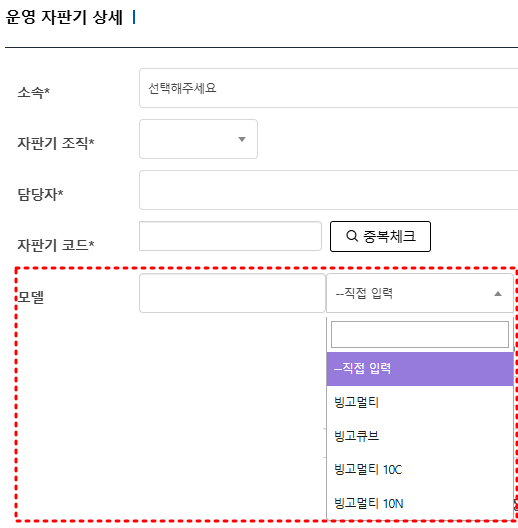 운영 자판기 상세
소속*
선택해주세요
자판기 조직*
담당자*
자판기 코드*
중복체크
모델
--직접 입력
--직접 입력
빙고멀티
빙고큐브
빙고멀티 10C
빙고멀티 10N